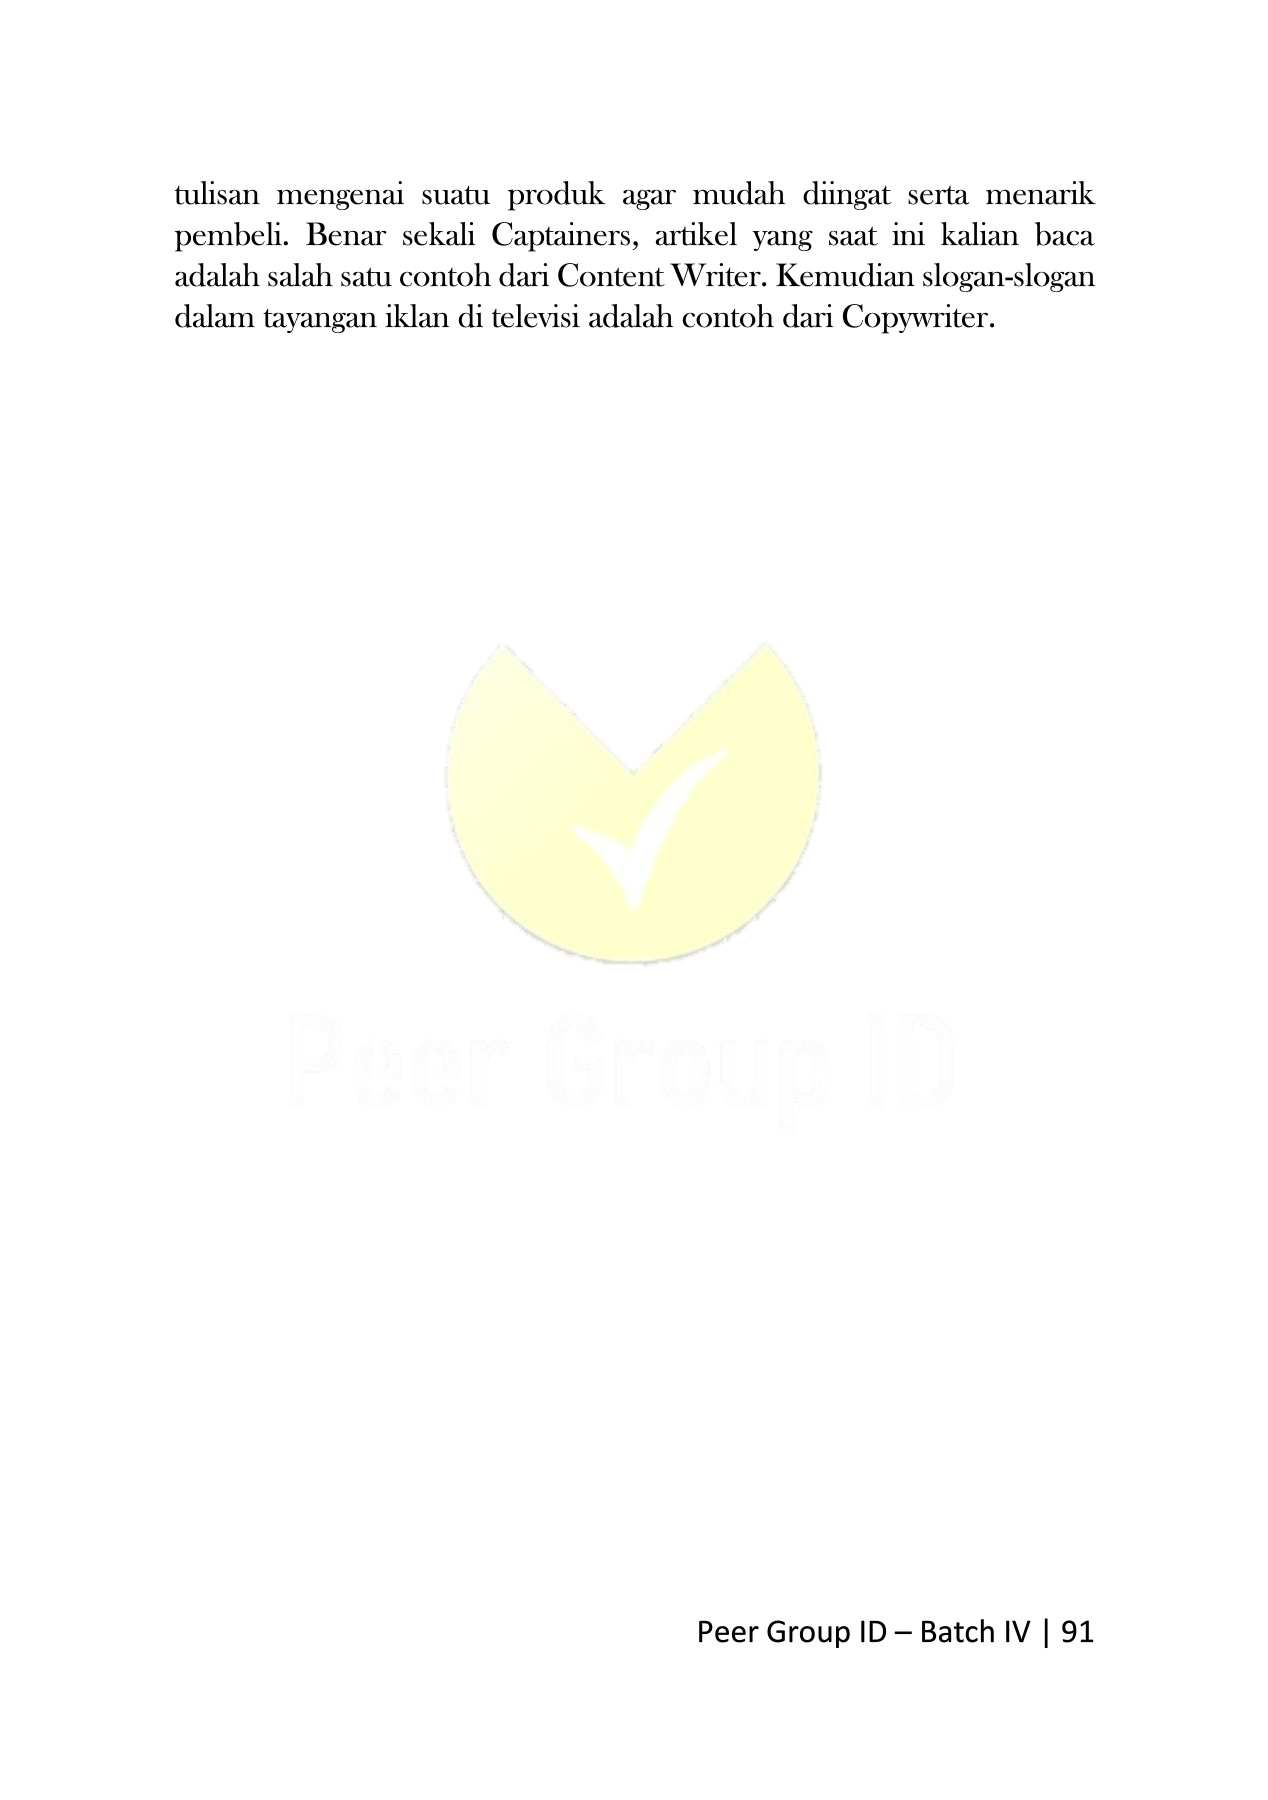 tulisan mengenai suatu produk agar mudah diingat serta menarik
pembeli. Benar sekali Captainers, artikel yang saat ini kalian baca
adalah salah satu contoh dari Content Writer. Kemudian slogan-slogan
dalam tayangan iklan di televisi adalah contoh dari Copywriter.
Peer Group ID
Peer Group ID – Batch IV | 91